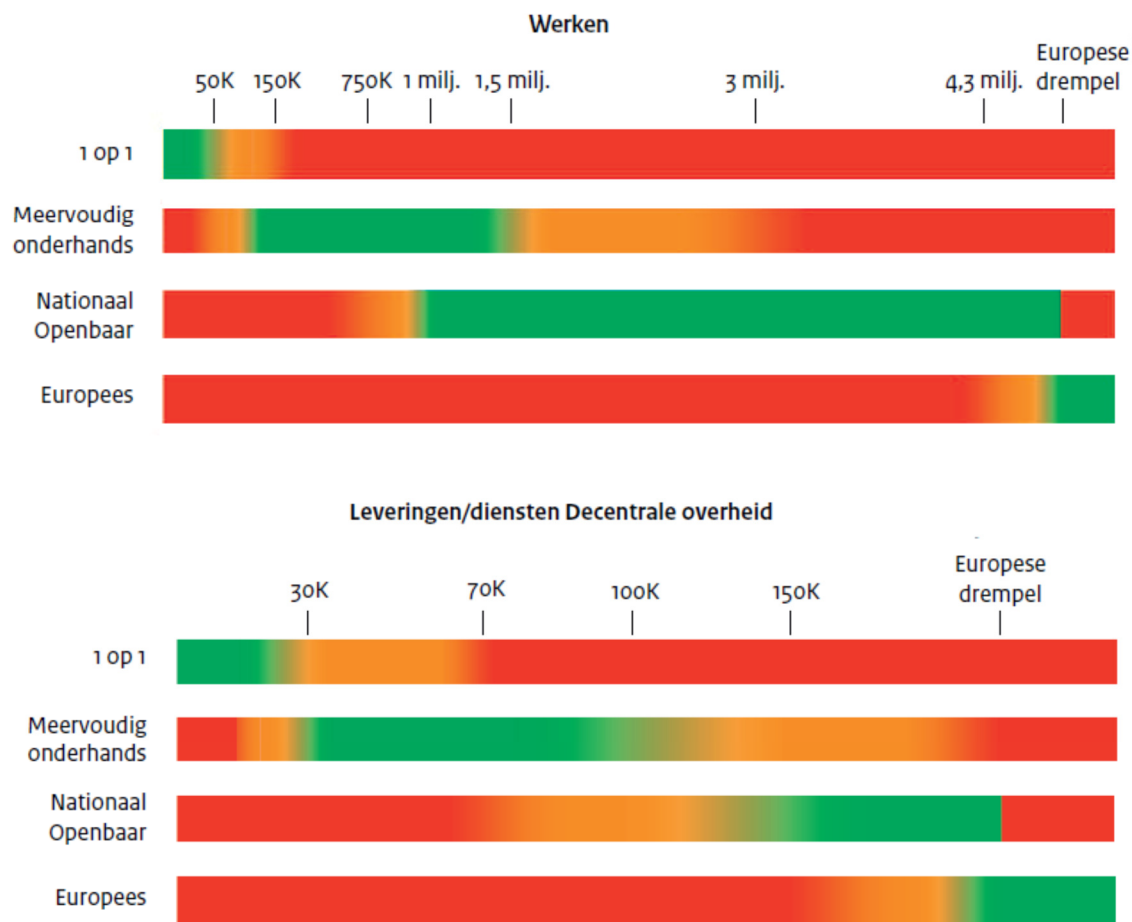 Werken
Europese
drempel
50K 150K 750K 1 milj. 1,5 milj. 3 milj. 4,3 milj.
1 op 1
Meervoudig
onderhands
Nationaal
Openbaar
Europees
Leveringen/diensten Decentrale overheid
Europese
drempel
30K 70K 100K 150K
1 op 1
Meervoudig
onderhands
Nationaal
Openbaar
Europees